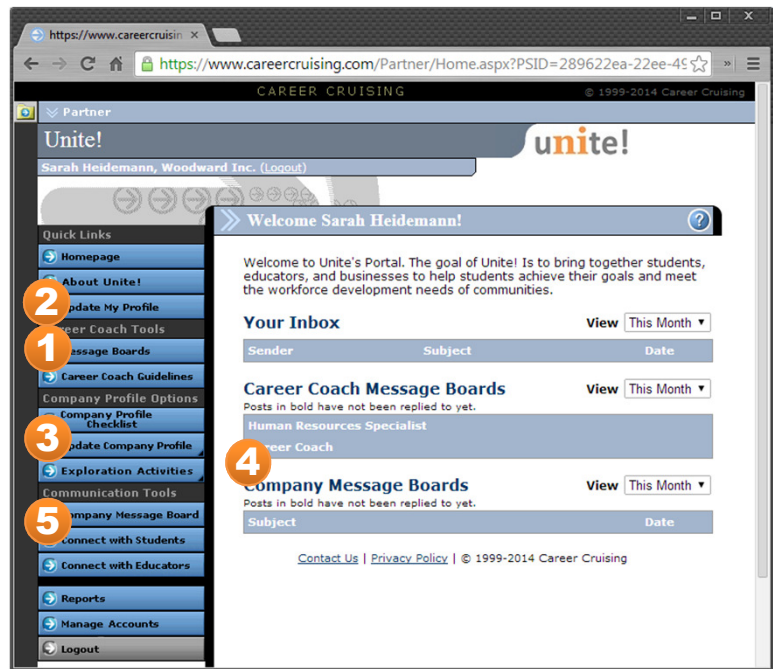 https://www.careercruisin
https://www.careercruising.com/Partner/Home.aspx?PSID=289622ea-22ee-49
CAREER CRUISING
© 1999-2014 Career Cruising
Partner
Unite!
unite!
Sarah Heidemann, Woodward Inc. (Logout)
Welcome Sarah Heidemann!
?
Quick Links
Homepage
About Unite!
2
pdate My Profile
reer Coach Tools
1
essage Boards
Career Coach Guidelines
Company Profile Options
Company Profile
Checklist
3
pdate Company Profile
Exploration Activities
Communication Tools
5
ompany Message Board
onnect with Students
Connect with Educators
Reports
Manage Accounts
Logout
Welcome to Unite's Portal. The goal of Unite! Is to bring together students,
educators, and businesses to help students achieve their goals and meet
the workforce development needs of communities.
Your Inbox
View This Month
Sender Subject Date
Career Coach Message Boards
View This Month
Posts in bold have not been replied to yet.
Human Resources Specialist
reer Coach
4
Company Message Boards
View This Month
Posts in bold have not been replied to yet.
Subject Date
Contact Us | Privacy Policy | © 1999-2014 Career Cruising